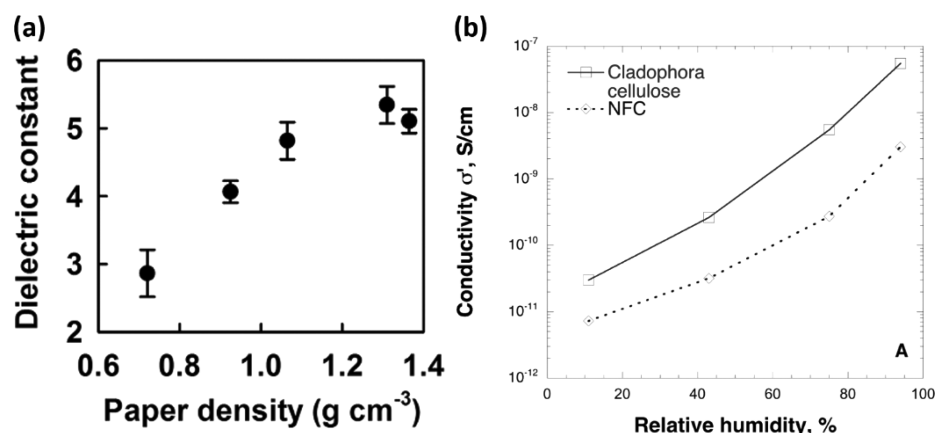 (a)
Dielectric constant
6
5
4
3
2
0.6 0.8 1.0 1.2 1.4
Paper density (g cm⁻³)
(b)
Conductivity σ', S/cm
10⁻⁷
10⁻⁸
10⁻⁹
10⁻¹⁰
10⁻¹¹
10⁻¹²
Cladophora
cellulose
NFC
A
0 20 40 60 80 100
Relative humidity, %